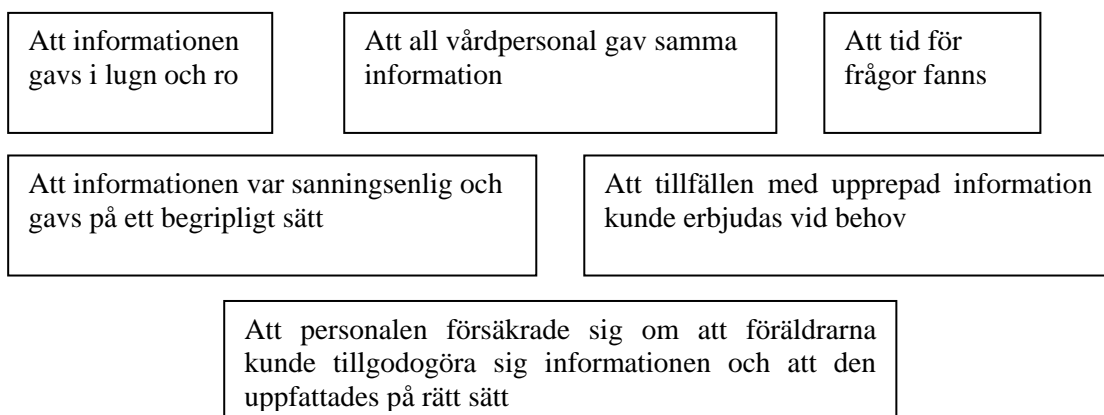 Att informationen
gavs i lugn och ro
Att all vårdpersonal gav samma
information
Att tid för
frågor fanns
Att informationen var sanningsenlig och
gavs på ett begripligt sätt
Att tillfällen med upprepad information
kunde erbjudas vid behov
Att personalen försäkrade sig om att föräldrarna
kunde tillgodogöra sig informationen och att den
uppfattades på rätt sätt